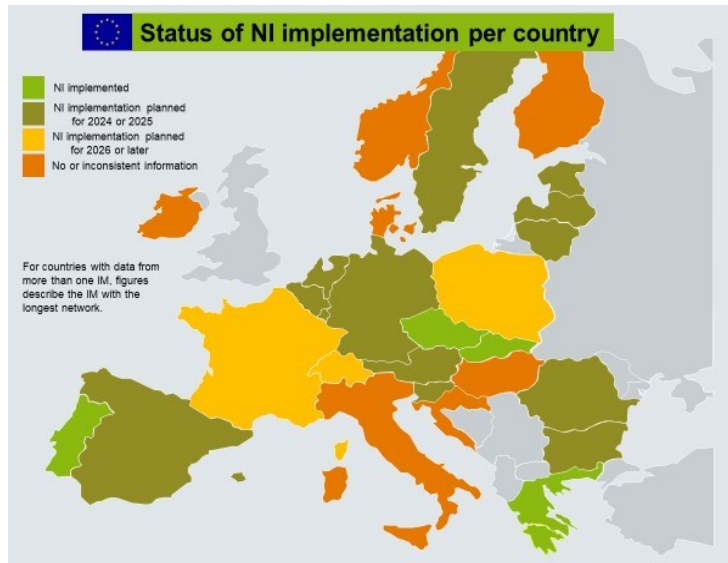 Status of NI implementation per country
NI implemented
NI implementation planned
for 2024 or 2025
NI implementation planned
for 2026 or later
No or inconsistent information
For countries with data from
more than one IM, figures
describe the IM with the
longest network.